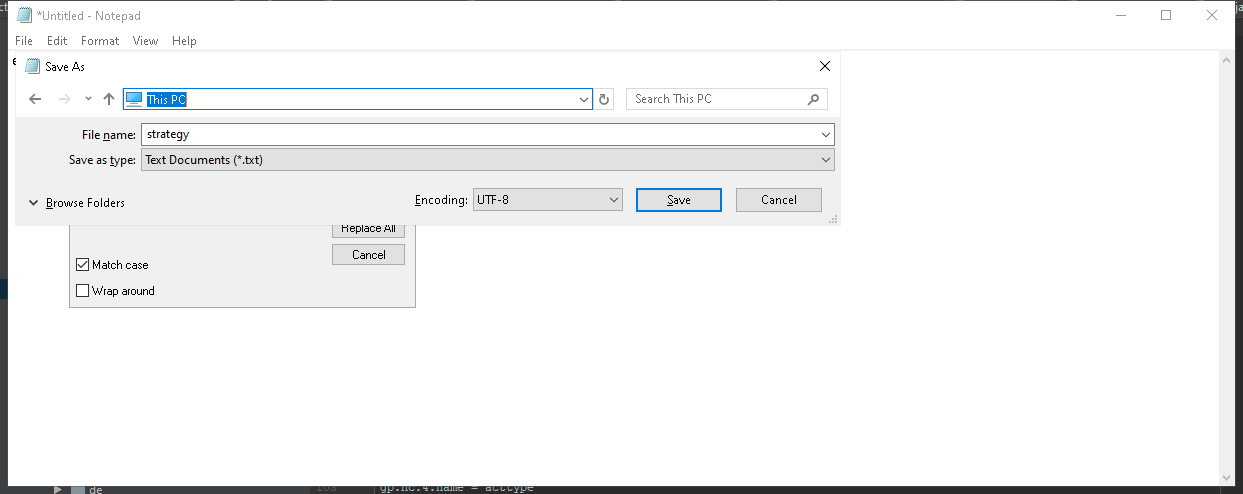 *Untitled - Notepad
File Edit Format View Help
Save As
This PC
Search This PC
File name: strategy
Save as type: Text Documents (*.txt)
Browse Folders
Encoding: UTF-8 Save Cancel
Replace All
Cancel
Match case
Wrap around
de
gp.nc.4.name = acttype